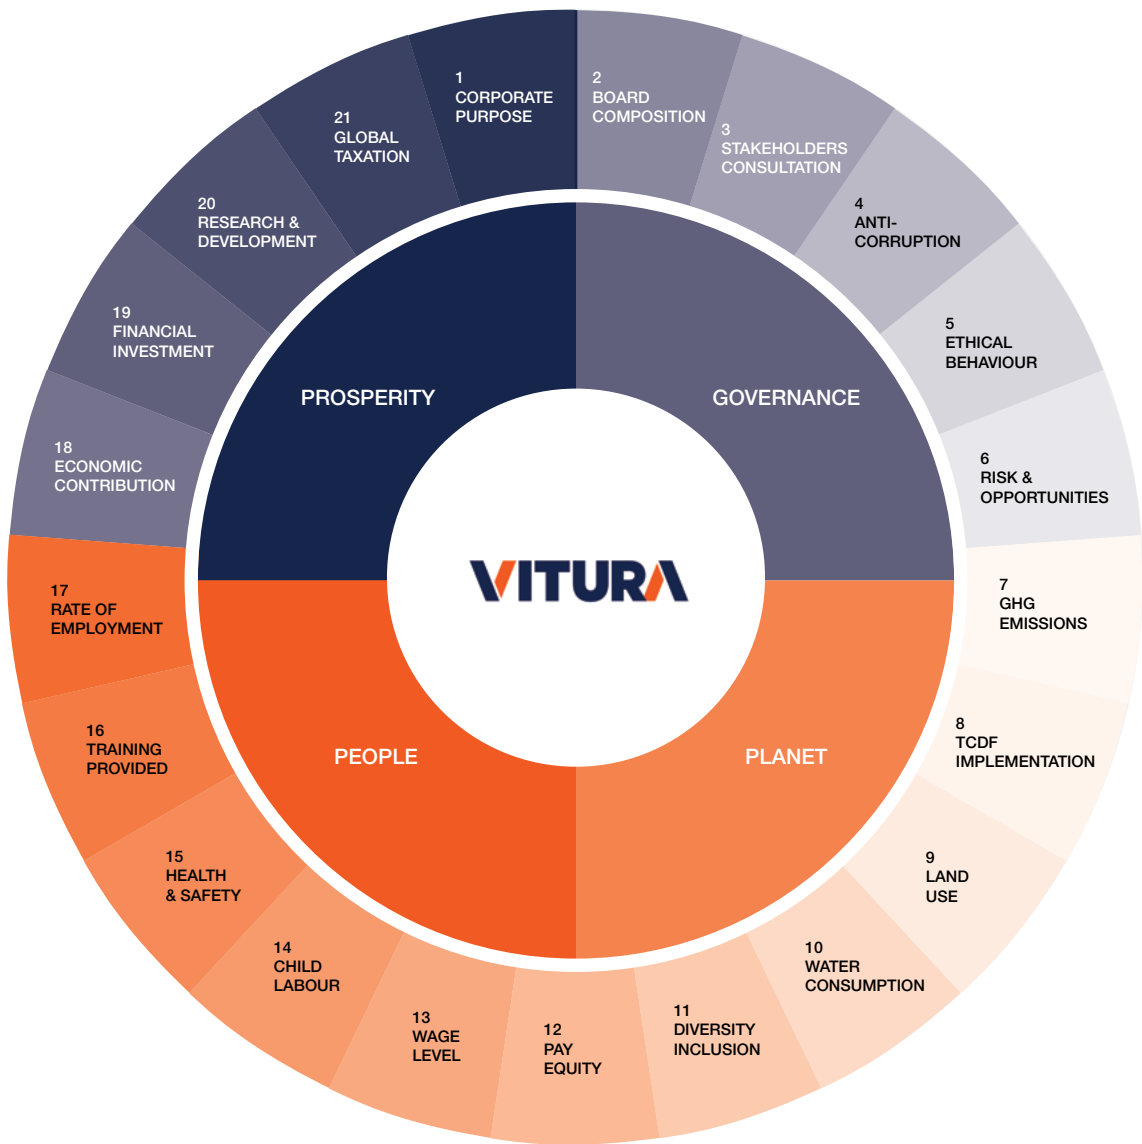 1
CORPORATE
PURPOSE
2
BOARD
COMPOSITION
3
STAKEHOLDERS
CONSULTATION
4
ANTI-
CORRUPTION
5
ETHICAL
BEHAVIOUR
6
RISK &
OPPORTUNITIES
7
GHG
EMISSIONS
8
TCDF
IMPLEMENTATION
9
LAND
USE
10
WATER
CONSUMPTION
11
DIVERSITY
INCLUSION
12
PAY
EQUITY
13
WAGE
LEVEL
14
CHILD
LABOUR
15
HEALTH
& SAFETY
16
TRAINING
PROVIDED
17
RATE OF
EMPLOYMENT
18
ECONOMIC
CONTRIBUTION
19
FINANCIAL
INVESTMENT
20
RESEARCH &
DEVELOPMENT
21
GLOBAL
TAXATION
PROSPERITY
GOVERNANCE
VITURA
PEOPLE
PLANET